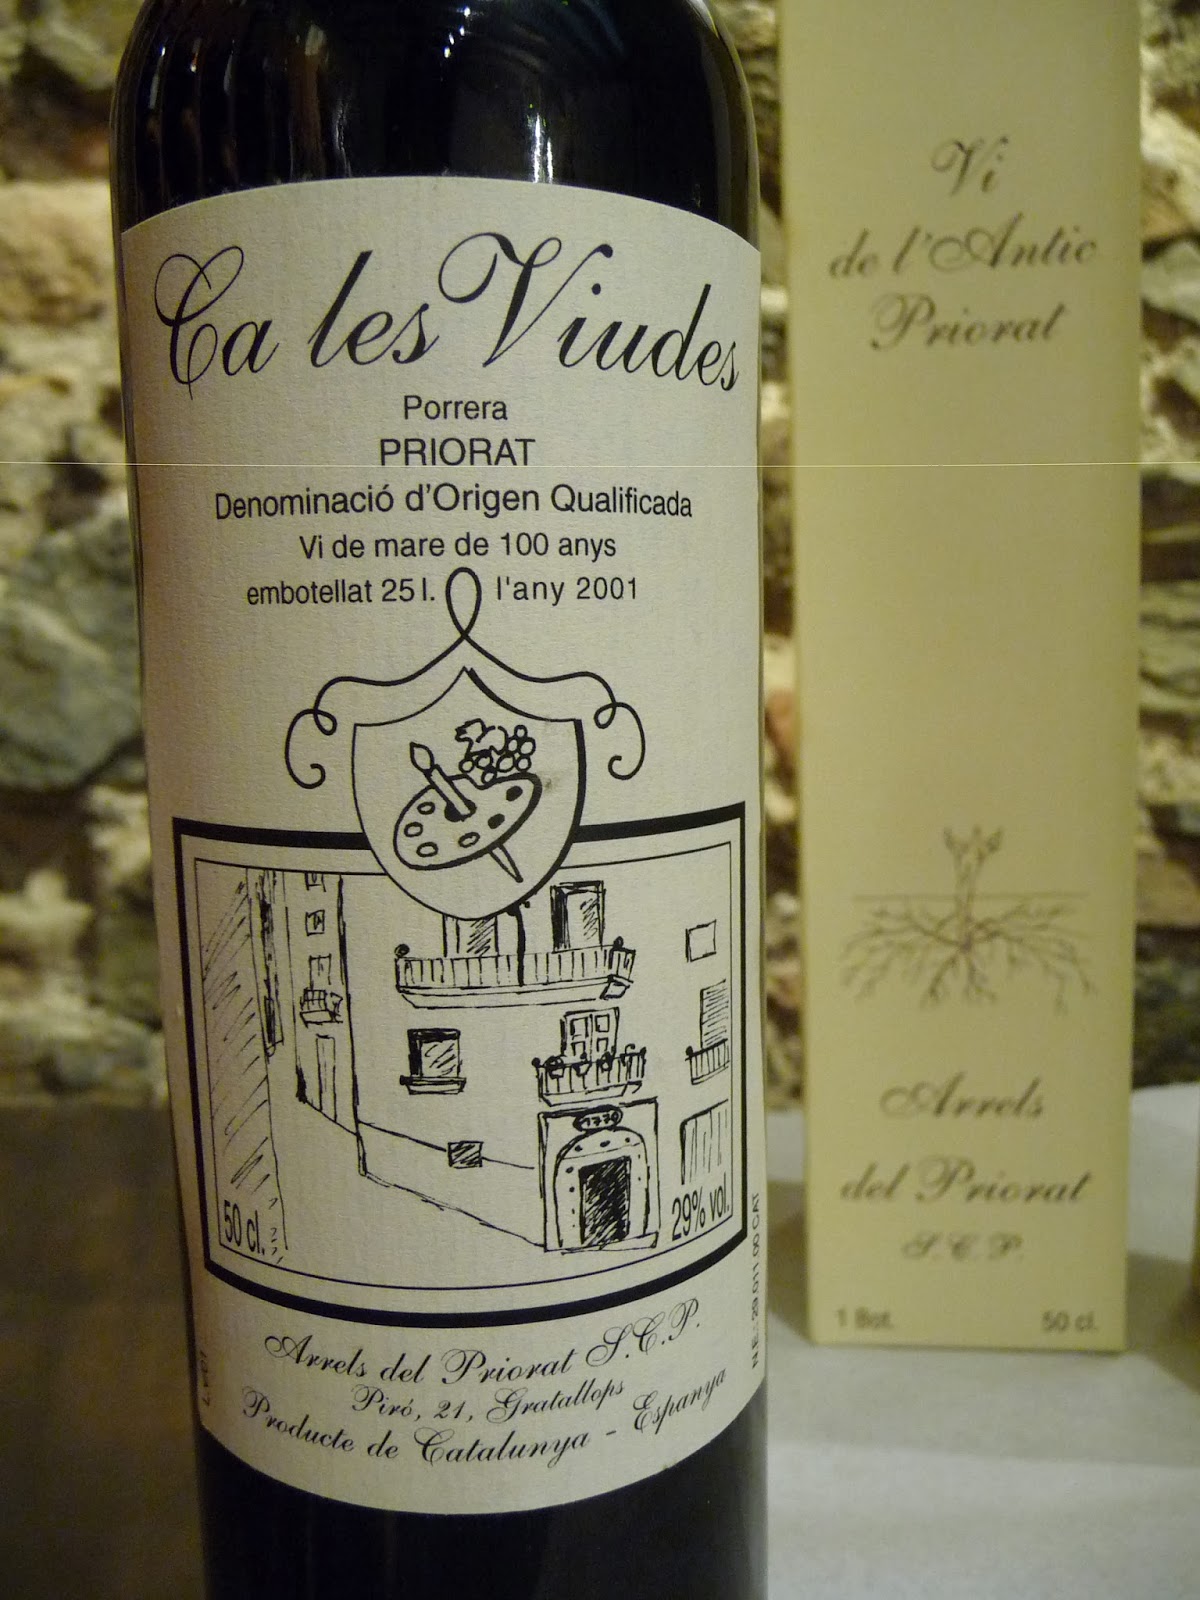 Ca les Viudes
Porrera
PRIORAT
Denominació d'Origen Qualificada
Vi de mare de 100 anys
embotellat 25 l. l'any 2001
1770
50 cl.
29% vol.
Arrels del Priorat S.C.P.
Piró, 21, Gratallops
Producte de Catalunya - Espanya
Vi
de l'Antic
Priorat
Arrels
del Priorat
S.C.P.
1 Bot. 50 cl.